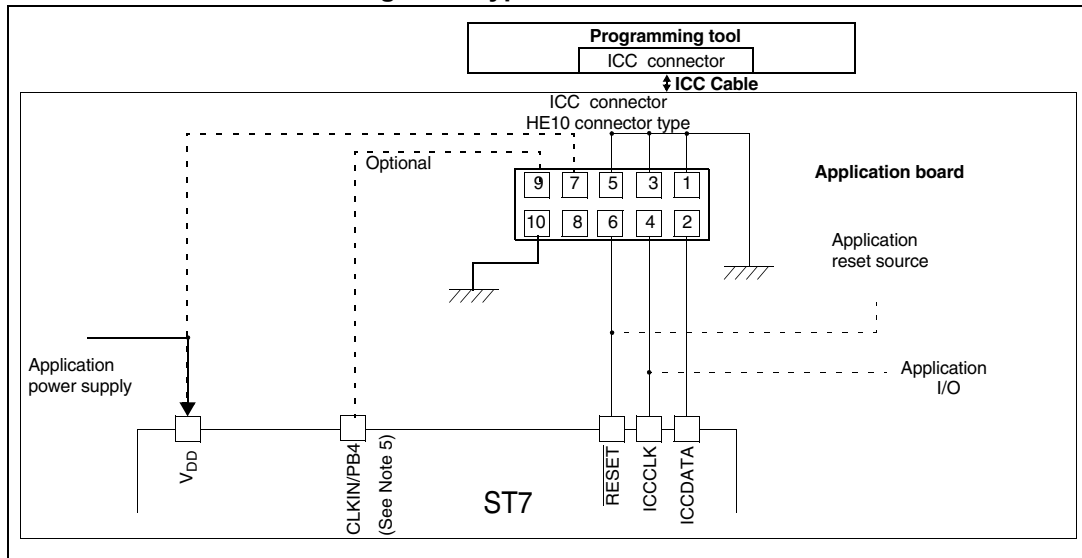 Programming tool
ICC connector
ICC Cable
ICC connector
HE10 connector type
Optional
9 7 5 3 1
10 8 6 4 2
Application board
Application
reset source
Application
power supply
Application
I/O
VDD
CLKIN/PB4
(See Note 5)
RESET
ICCCLK
ICCDATA
ST7